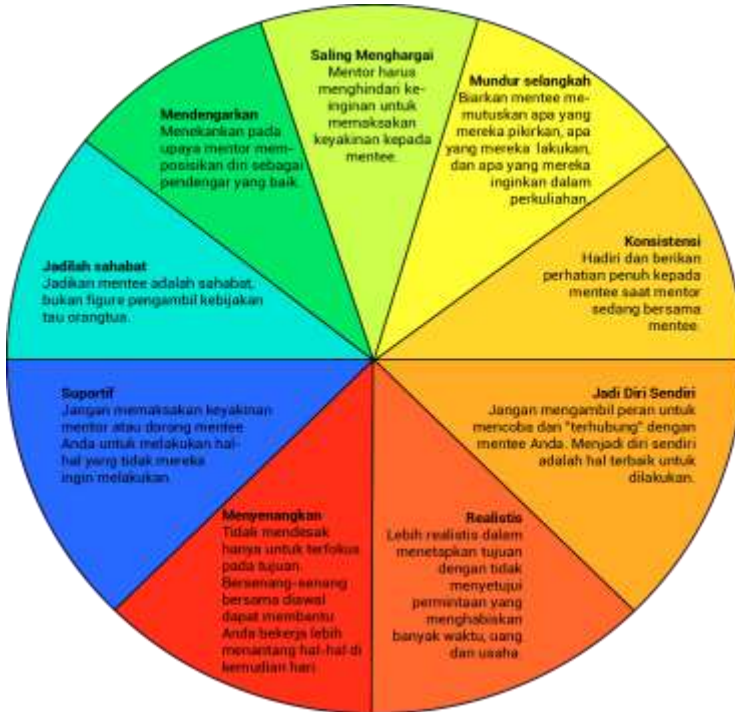 Saling Menghargai
Mentor harus
menghindari ke-
inginan untuk
memaksakan
keyakinan kepada
mentee.
Mundur selangkah
Biarkan mentee me-
mutuskan apa yang
mereka pikirkan, apa
yang mereka lakukan,
dan apa yang mereka
inginkan dalam
perkuliahan.
Konsistensi
Hadiri dan berikan
perhatian penuh kepada
mentee saat mentor
sedang bersama
mentee.
Jadi Diri Sendiri
Jangan mengambil peran untuk
mencoba dan "terhubung" dengan
mentee Anda. Menjadi diri sendiri
adalah hal terbaik untuk
dilakukan.
Realistis
Lebih realistis dalam
menetapkan tujuan
dengan tidak
menyetujui
permintaan yang
menghabiskan
banyak waktu, uang
dan usaha.
Menyenangkan
Tidak mendesak
hanya untuk terfokus
pada tujuan.
Bersenang-senang
bersama diawal
dapat membantu
Anda bekerja lebih
menantang hal-hal di
kemudian hari.
Suportif
Jangan memaksakan keyakinan
mentor atau dorong mentee
Anda untuk melakukan hal-
hal yang tidak mereka
ingin melakukan.
Jadilah sahabat
Jadikan mentee adalah sahabat,
bukan figure pengambil kebijakan
tau orangtua.
Mendengarkan
Menekankan pada
upaya mentor mem-
posisikan diri sebagai
pendengar yang baik.